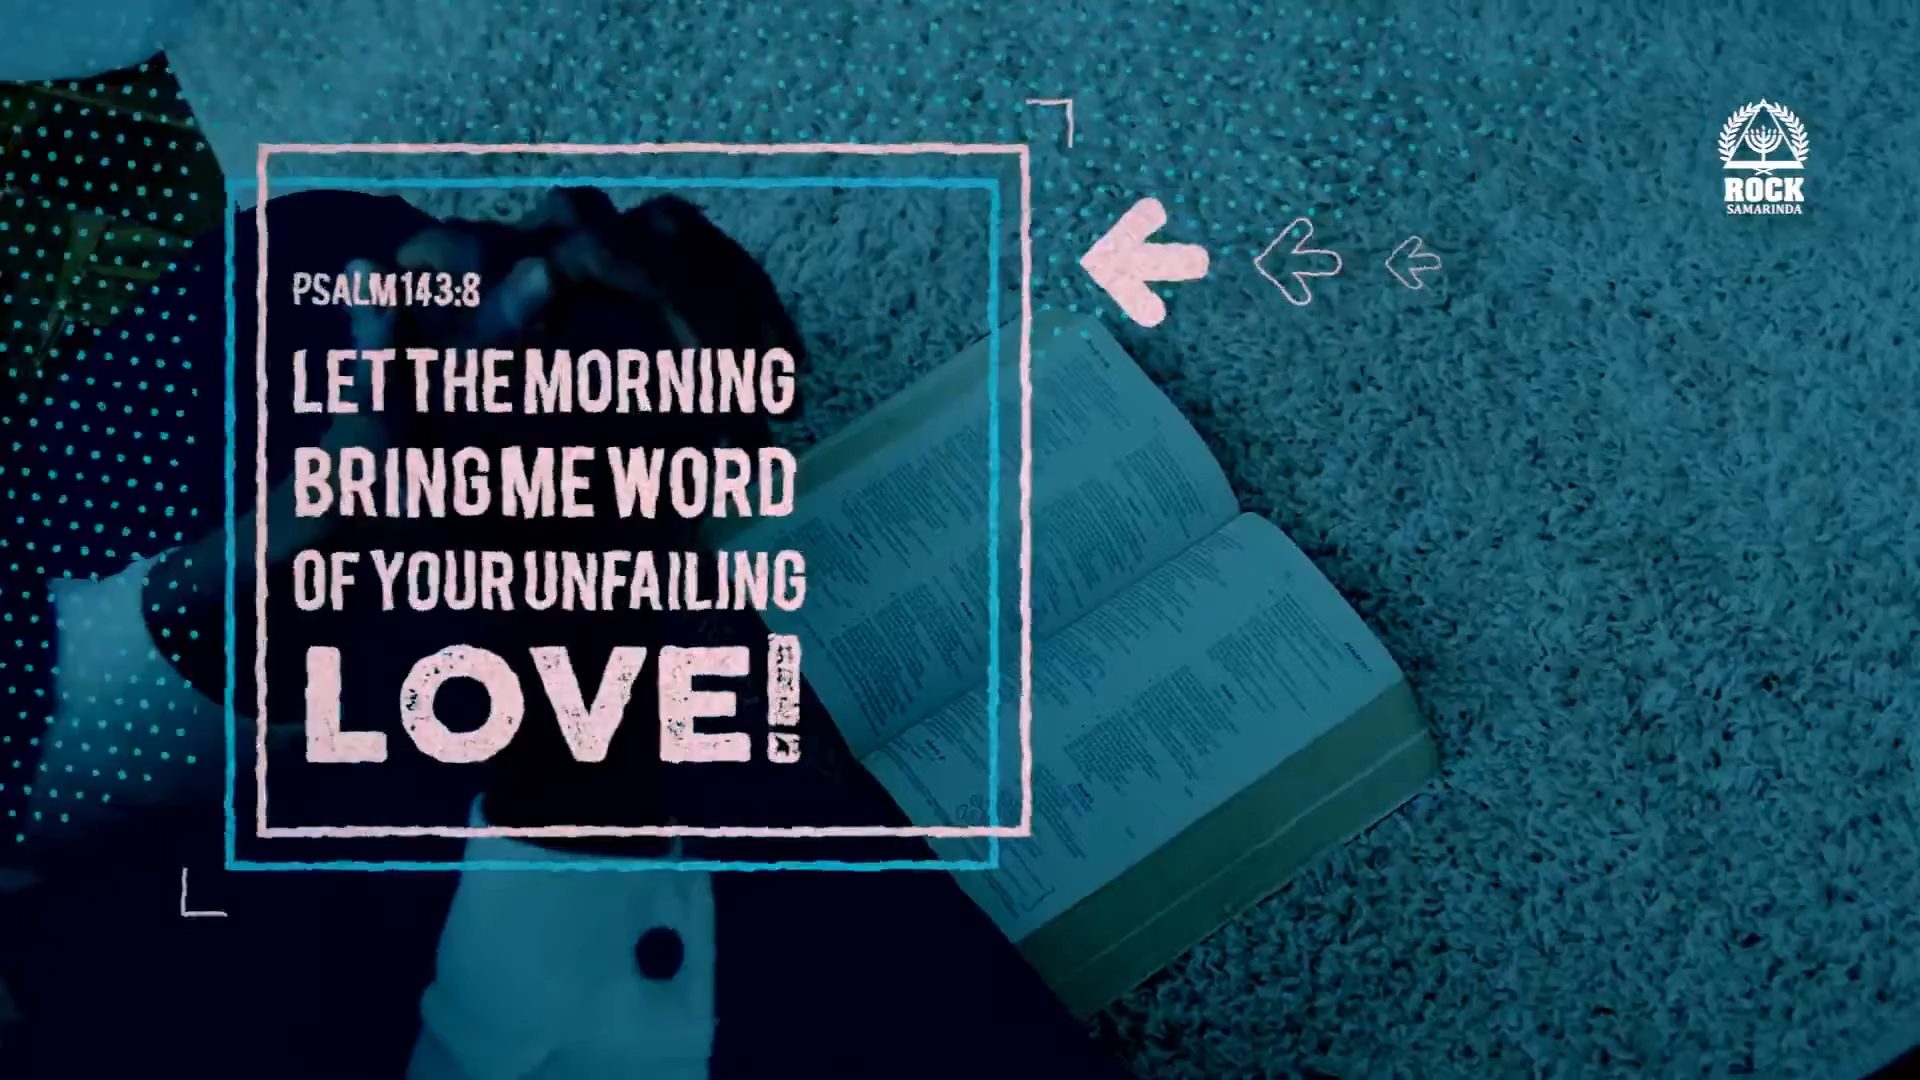 PSALM 143:8
LET THE MORNING
BRING ME WORD
OF YOUR UNFAILING
LOVE!
ROCK
SAMARINDA